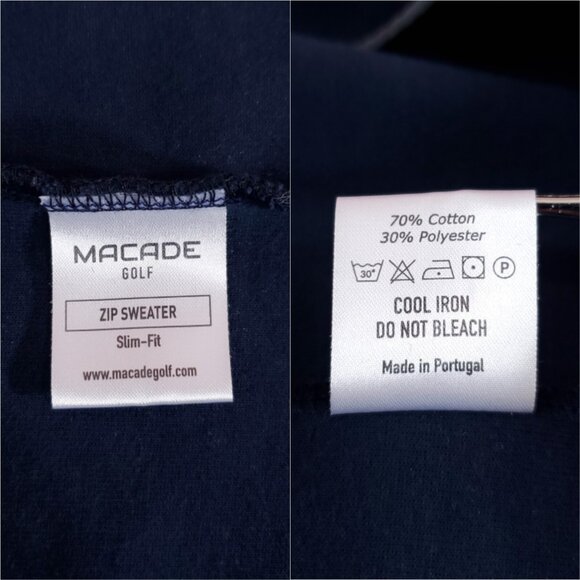 MACADE
GOLF
ZIP SWEATER
Slim-Fit
www.macadegolf.com
70% Cotton
30% Polyester
30° P
COOL IRON
DO NOT BLEACH
Made in Portugal